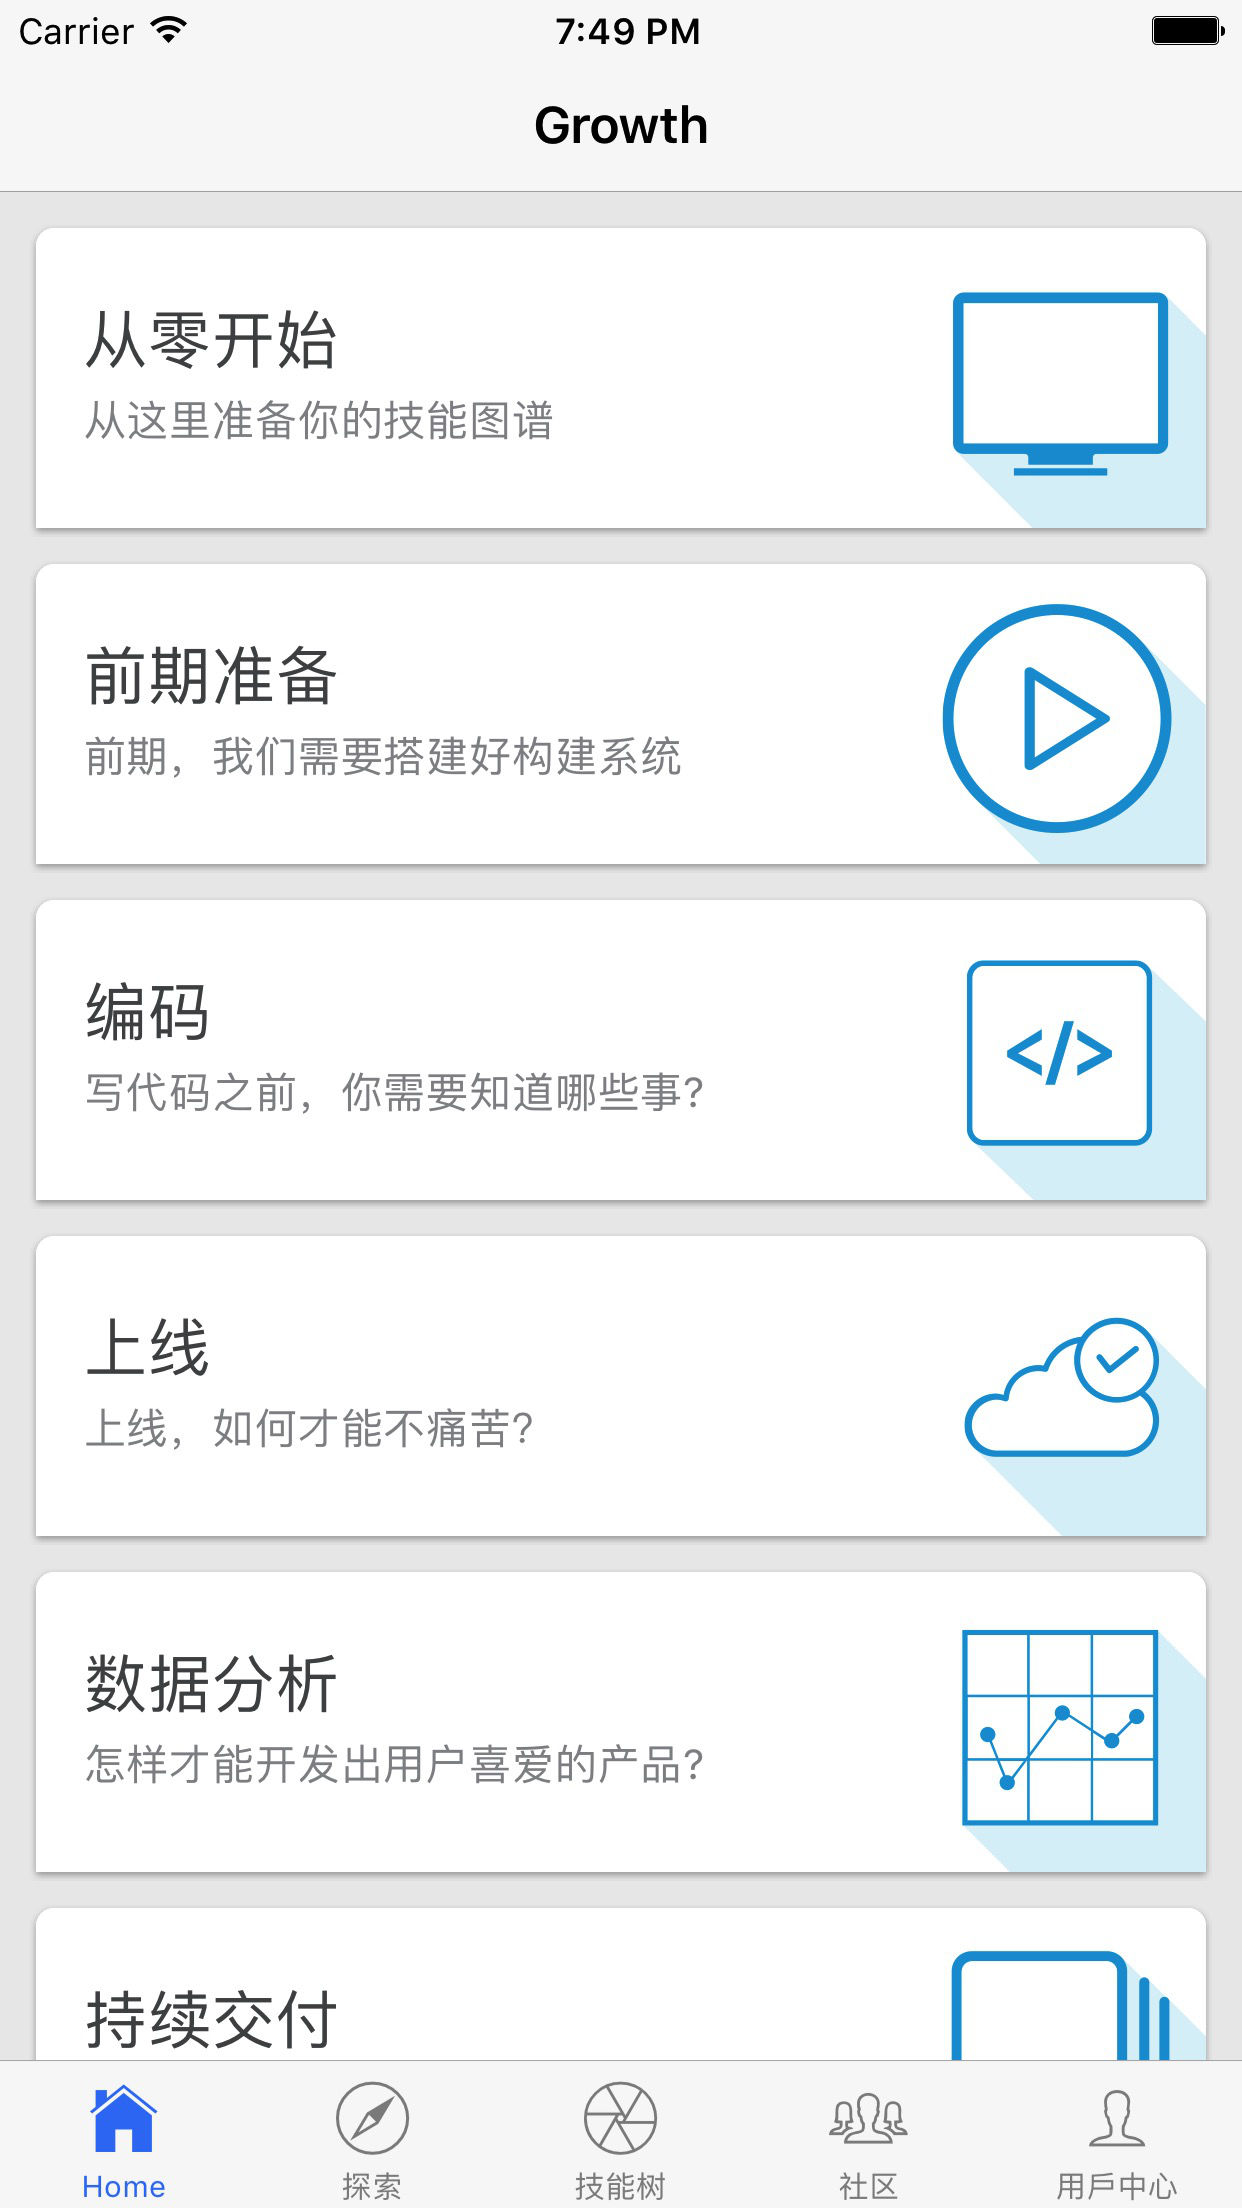 Carrier
7:49 PM
Growth
从零开始
从这里准备你的技能图谱
前期准备
前期，我们需要搭建好构建系统
编码
写代码之前，你需要知道哪些事?
</>
上线
上线，如何才能不痛苦?
数据分析
怎样才能开发出用户喜爱的产品?
持续交付
Home
探索
技能树
社区
用戶中心